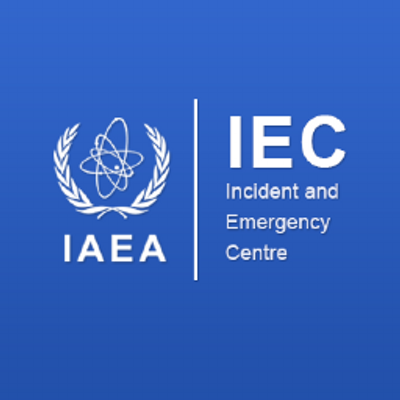 IAEA
IEC
Incident and
Emergency
Centre